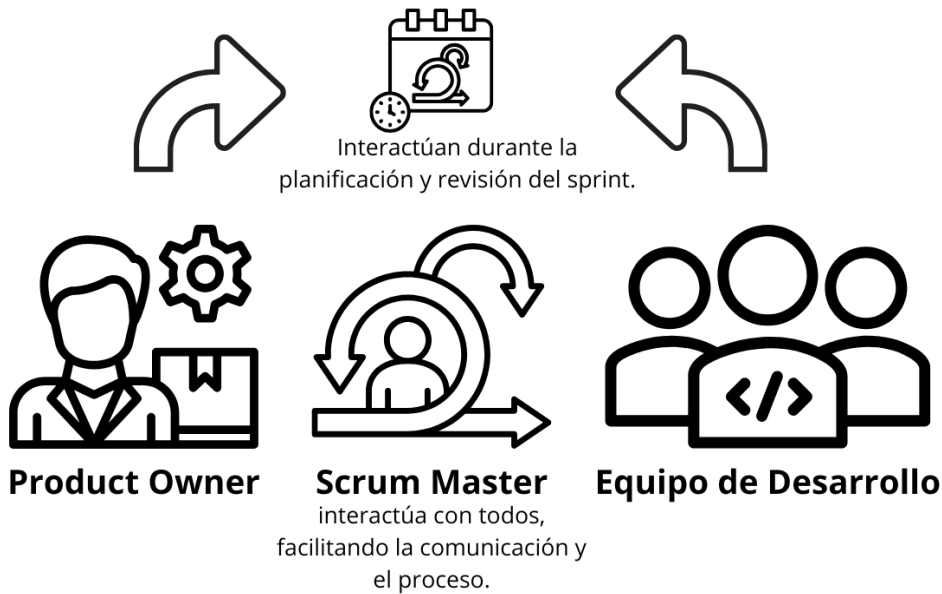 Interactúan durante la
planificación y revisión del sprint.
</>
Product Owner
Scrum Master
interactúa con todos,
facilitando la comunicación y
el proceso.
Equipo de Desarrollo